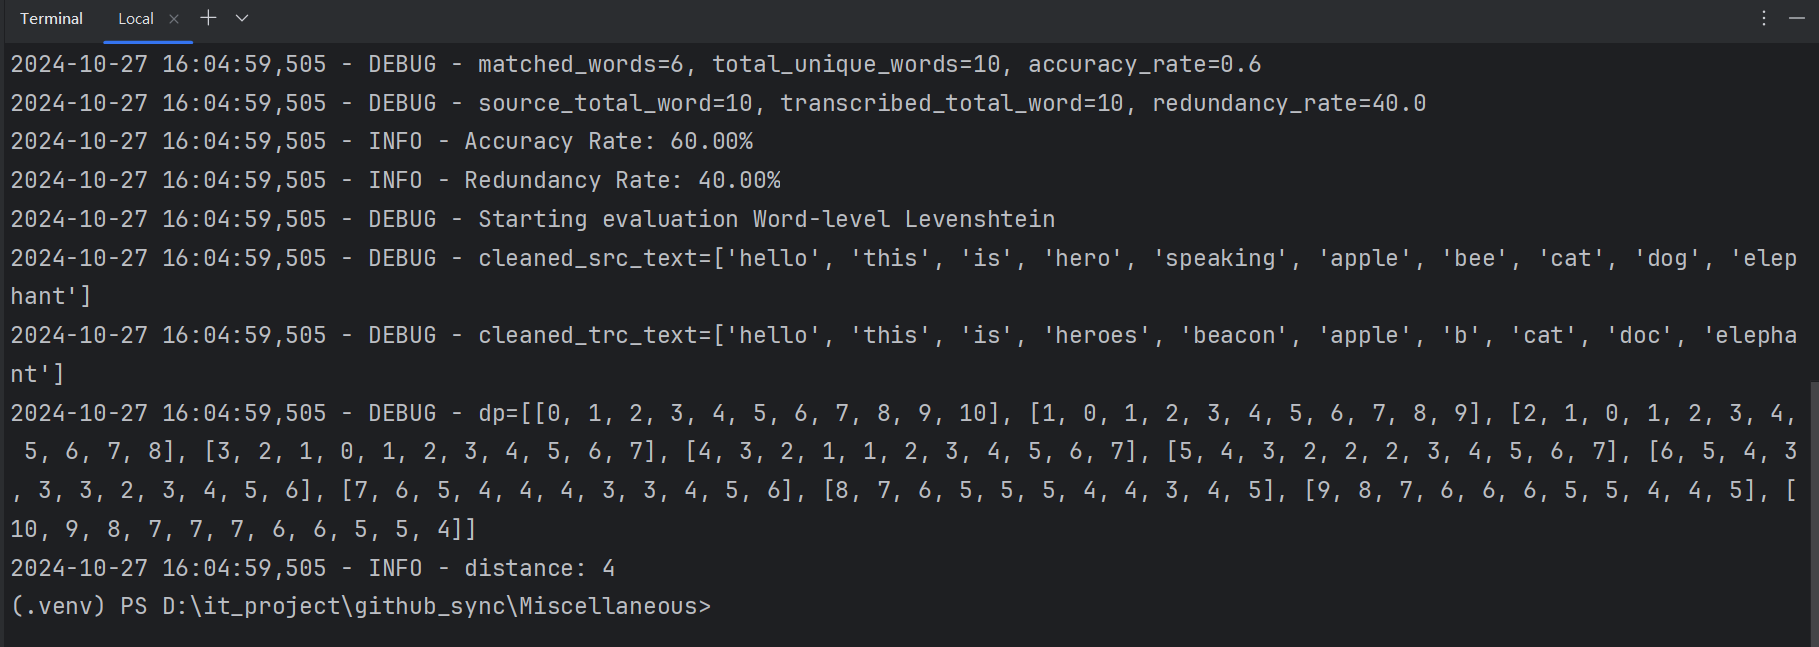 Terminal Local
2024-10-27 16:04:59,505 - DEBUG - matched_words=6, total_unique_words=10, accuracy_rate=0.6
2024-10-27 16:04:59,505 - DEBUG - source_total_word=10, transcribed_total_word=10, redundancy_rate=40.0
2024-10-27 16:04:59,505 - INFO - Accuracy Rate: 60.00%
2024-10-27 16:04:59,505 - INFO - Redundancy Rate: 40.00%
2024-10-27 16:04:59,505 - DEBUG - Starting evaluation Word-level Levenshtein
2024-10-27 16:04:59,505 - DEBUG - cleaned_src_text=['hello', 'this', 'is', 'hero', 'speaking', 'apple', 'bee', 'cat', 'dog', 'elep
hant']
2024-10-27 16:04:59,505 - DEBUG - cleaned_trc_text=['hello', 'this', 'is', 'heroes', 'beacon', 'apple', 'b', 'cat', 'doc', 'elepha
nt']
2024-10-27 16:04:59,505 - DEBUG - dp=[[0, 1, 2, 3, 4, 5, 6, 7, 8, 9, 10], [1, 0, 1, 2, 3, 4, 5, 6, 7, 8, 9], [2, 1, 0, 1, 2, 3, 4,
 5, 6, 7, 8], [3, 2, 1, 0, 1, 2, 3, 4, 5, 6, 7], [4, 3, 2, 1, 1, 2, 3, 4, 5, 6, 7], [5, 4, 3, 2, 2, 2, 3, 4, 5, 6, 7], [6, 5, 4, 3
, 3, 3, 2, 3, 4, 5, 6], [7, 6, 5, 4, 4, 4, 3, 3, 4, 5, 6], [8, 7, 6, 5, 5, 5, 4, 4, 3, 4, 5], [9, 8, 7, 6, 6, 6, 5, 5, 4, 4, 5], [
10, 9, 8, 7, 7, 7, 6, 6, 5, 5, 4]]
2024-10-27 16:04:59,505 - INFO - distance: 4
(.venv) PS D:\it_project\github_sync\Miscellaneous>